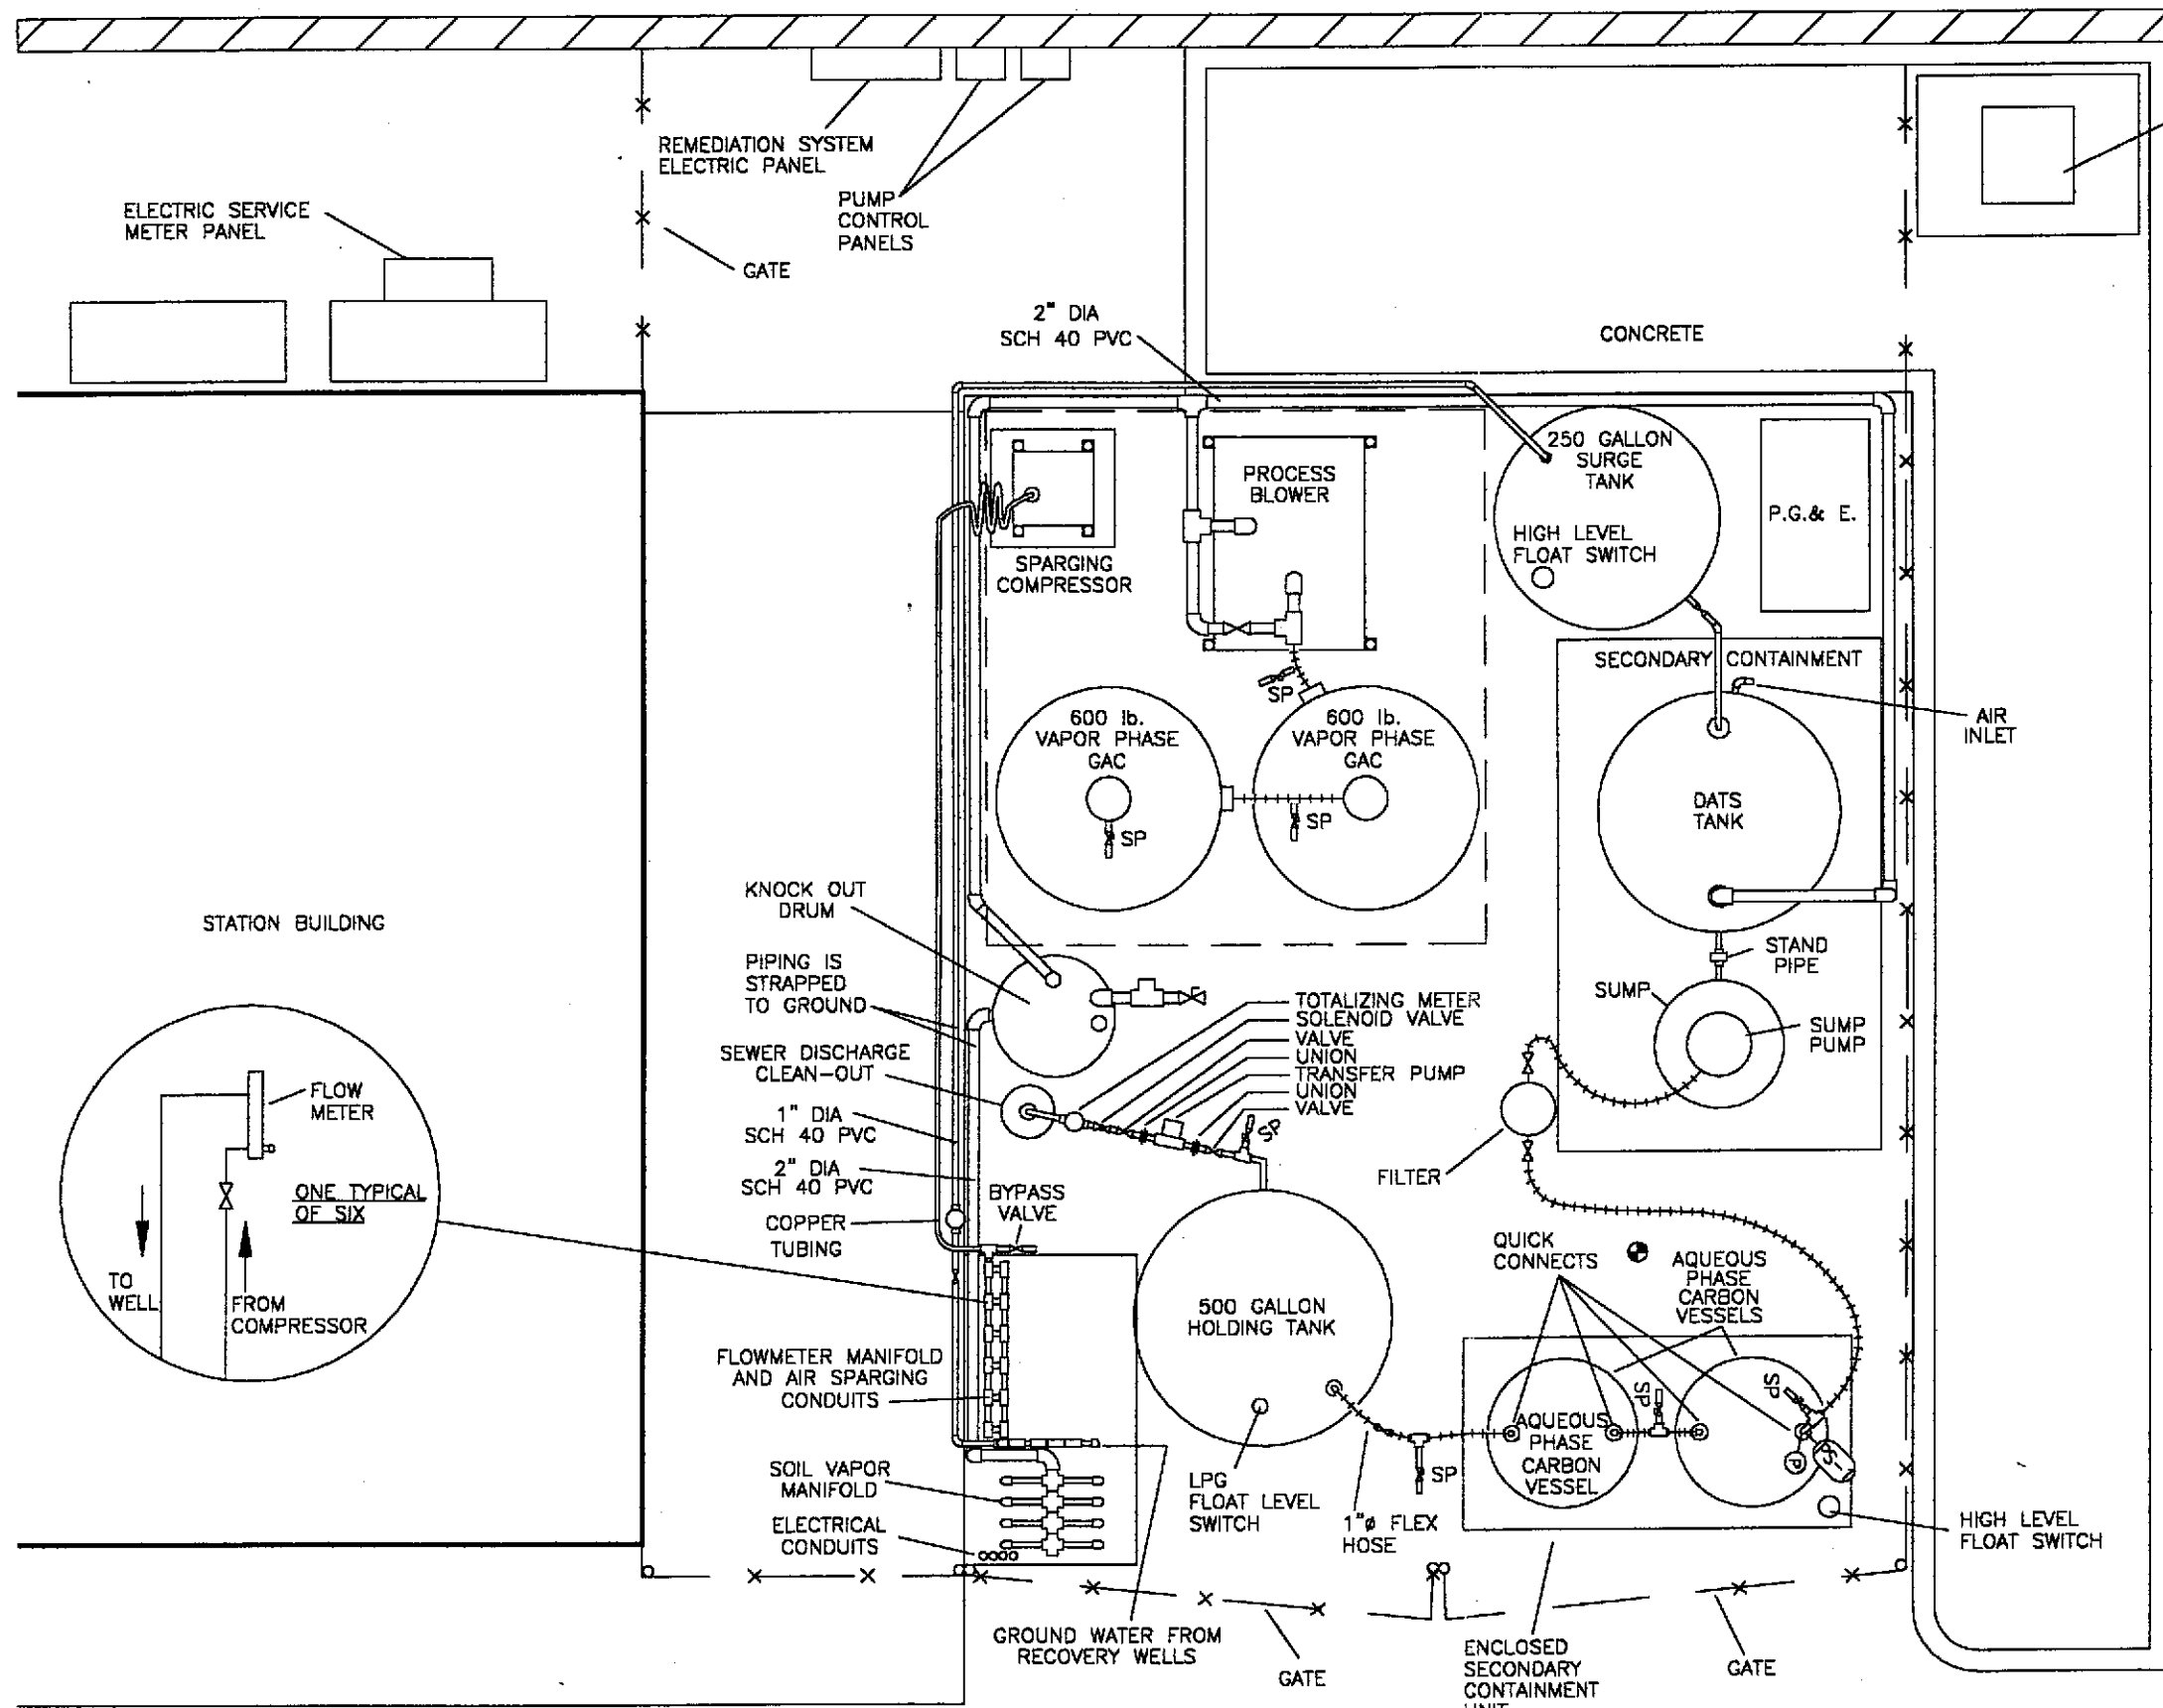 REMEDIATION SYSTEM
ELECTRIC PANEL
PUMP
CONTROL
PANELS
ELECTRIC SERVICE
METER PANEL
GATE
2" DIA
SCH 40 PVC
CONCRETE
250 GALLON
SURGE
TANK
HIGH LEVEL
FLOAT SWITCH
P.G.& E.
PROCESS
BLOWER
SPARGING
COMPRESSOR
SECONDARY CONTAINMENT
SP
600 lb.
VAPOR PHASE
GAC
SP
600 lb.
VAPOR PHASE
GAC
SP
AIR
INLET
DATS
TANK
KNOCK OUT
DRUM
STATION BUILDING
STAND
PIPE
PIPING IS
STRAPPED
TO GROUND
SUMP
SUMP
PUMP
TOTALIZING METER
SOLENOID VALVE
VALVE
UNION
TRANSFER PUMP
UNION
VALVE
SP
SEWER DISCHARGE
CLEAN-OUT
FLOW
METER
1" DIA
SCH 40 PVC
2" DIA
SCH 40 PVC
FILTER
ONE TYPICAL
OF SIX
BYPASS
VALVE
COPPER
TUBING
QUICK
CONNECTS
AQUEOUS
PHASE
CARBON
VESSELS
TO
WELL
FROM
COMPRESSOR
500 GALLON
HOLDING TANK
FLOWMETER MANIFOLD
AND AIR SPARGING
CONDUITS
SP
SP
AQUEOUS
PHASE
CARBON
VESSEL
P
SOIL VAPOR
MANIFOLD
LPG
FLOAT LEVEL
SWITCH
SP
1"ø FLEX
HOSE
ELECTRICAL
CONDUITS
HIGH LEVEL
FLOAT SWITCH
GROUND WATER FROM
RECOVERY WELLS
GATE
ENCLOSED
SECONDARY
CONTAINMENT
UNIT
GATE